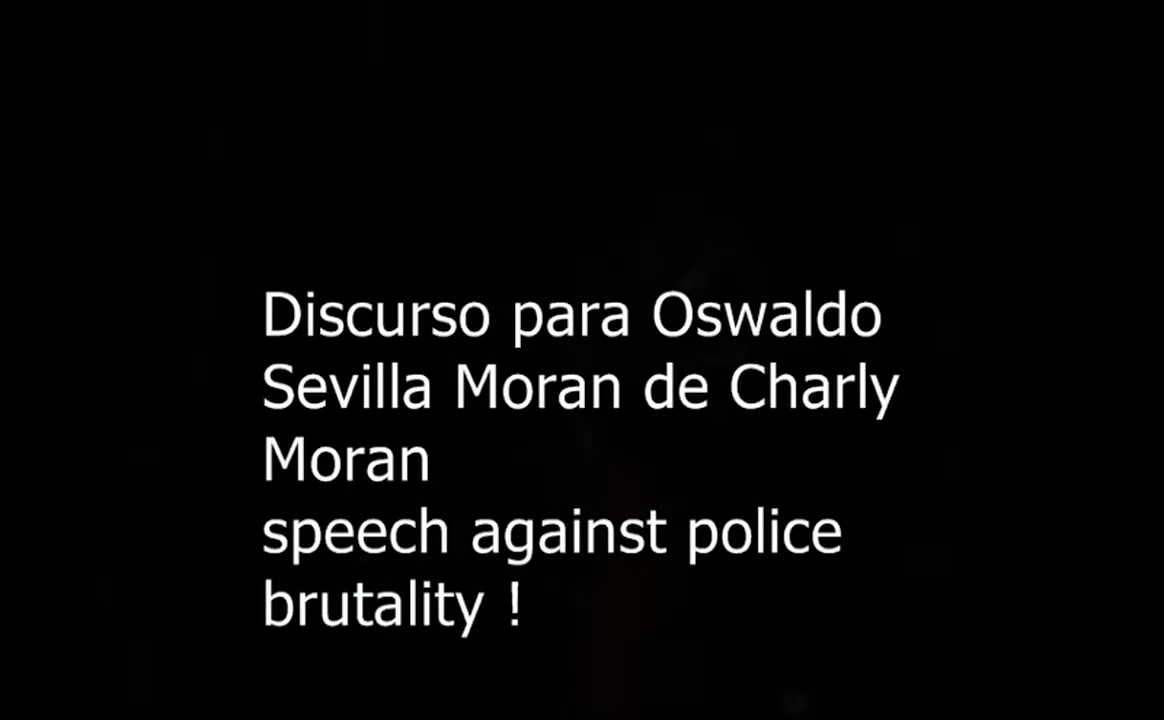 Discurso para Oswaldo
Sevilla Moran de Charly
Moran
speech against police
brutality !